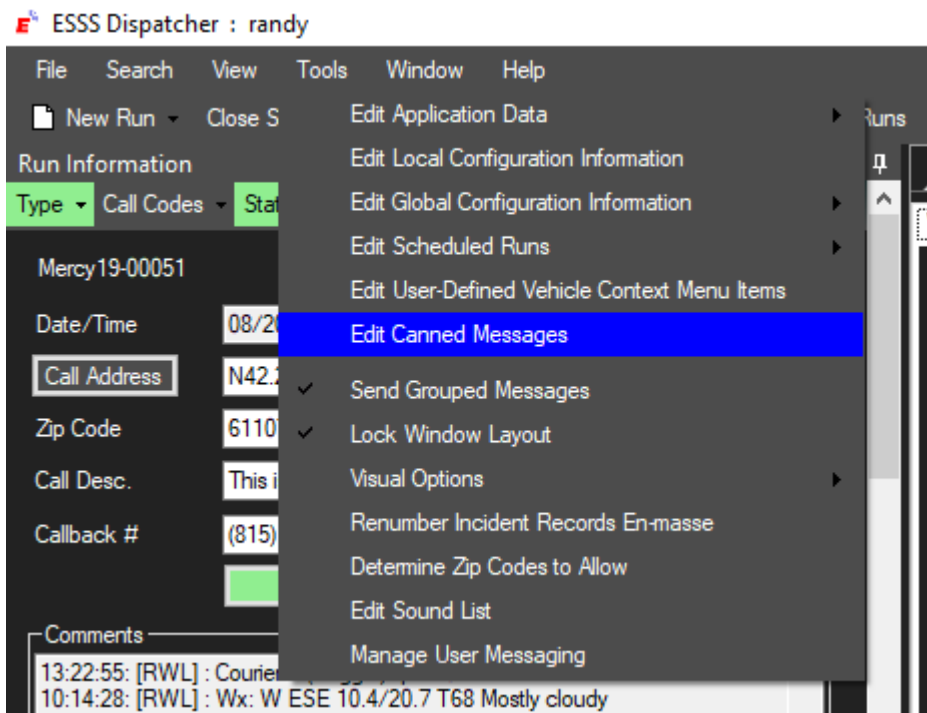 ESSS Dispatcher : randy
File Search View Tools Window Help
New Run Close S Runs
Edit Application Data
Run Information
Edit Local Configuration Information
Type Call Codes Stat
Edit Global Configuration Information
Edit Scheduled Runs
Mercy19-00051
Edit User-Defined Vehicle Context Menu Items
Date/Time 08/20
Edit Canned Messages
Call Address N42.2
Send Grouped Messages
Zip Code 61107
Lock Window Layout
Call Desc. This i
Visual Options
Callback # (815)
Renumber Incident Records En-masse
Determine Zip Codes to Allow
Edit Sound List
Comments
Manage User Messaging
13:22:55: [RWL] : Courier
10:14:28: [RWL] : Wx: W ESE 10.4/20.7 T68 Mostly cloudy